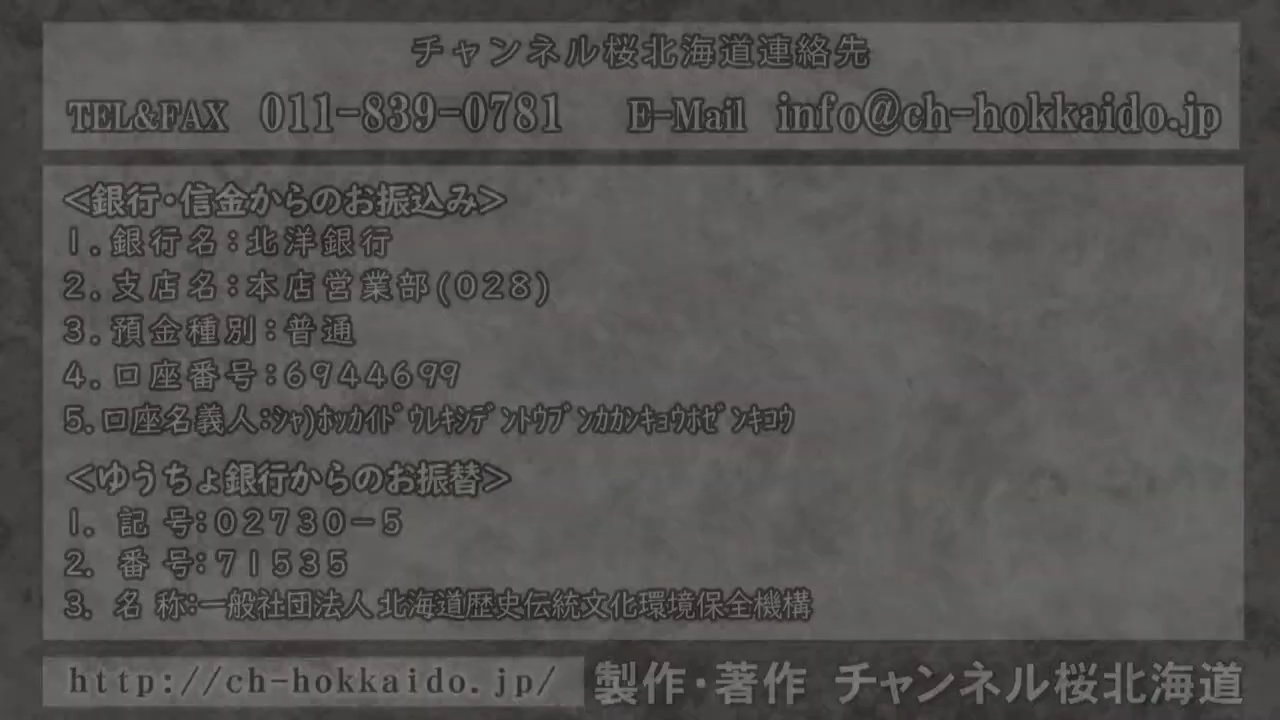 チャンネル桜北海道連絡先
TEL&FAX 011-839-0781 E-Mail info@ch-hokkaido.jp
<銀行・信金からのお振込み>
1.銀行名:北洋銀行
2.支店名:本店営業部(028)
3.預金種別:普通
4.口座番号:6944699
5.口座名義人:ｼｬ)ﾎｯｶｲﾄﾞｳﾚｷｼﾃﾞﾝﾄｳﾌﾞﾝｶｶﾝｷｮｳﾎｾﾞﾝｷｺｳ
<ゆうちょ銀行からのお振替>
1. 記 号:02730-5
2. 番 号:71535
3. 名 称:一般社団法人 北海道歴史伝統文化環境保全機構
http://ch-hokkaido.jp/ 製作・著作 チャンネル桜北海道